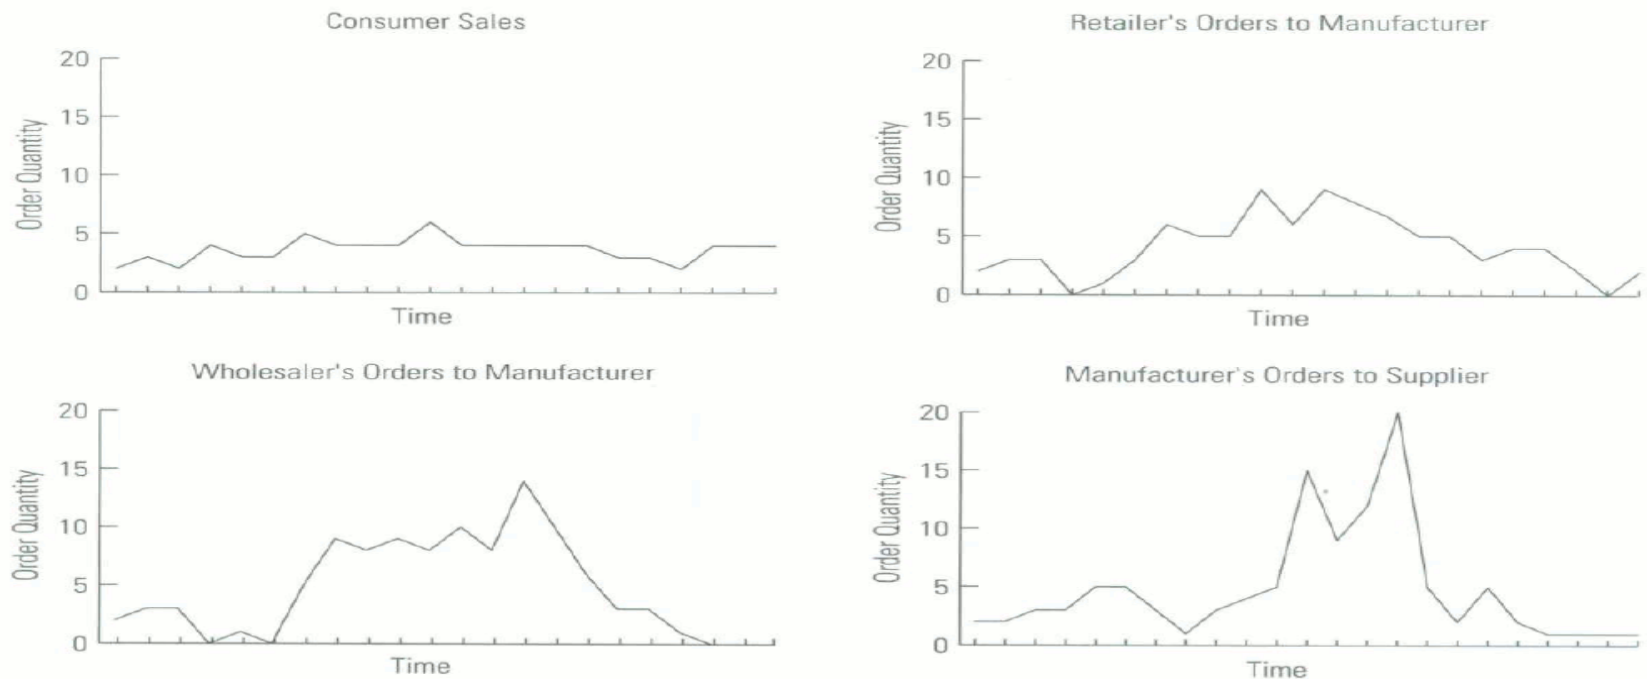 Consumer Sales
20
15
10
5
0
Order Quantity
Time
Retailer's Orders to Manufacturer
20
15
10
5
0
Order Quantity
Time
Wholesaler's Orders to Manufacturer
20
15
10
5
0
Order Quantity
Time
Manufacturer's Orders to Supplier
20
15
10
5
0
Order Quantity
Time